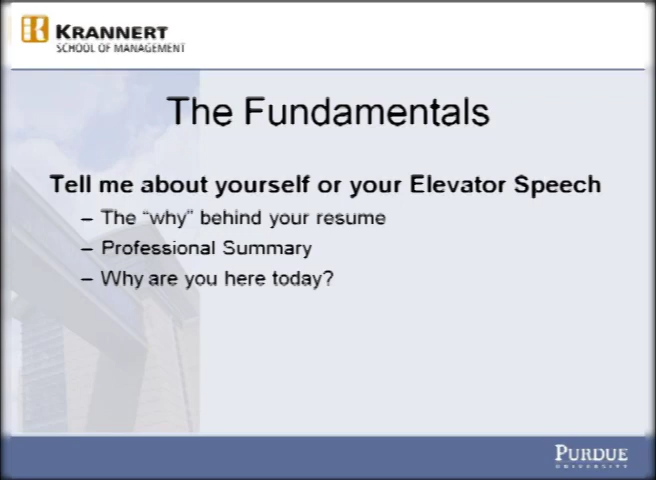 KRANNERT
SCHOOL OF MANAGEMENT
The Fundamentals
Tell me about yourself or your Elevator Speech
– The “why” behind your resume
– Professional Summary
– Why are you here today?
PURDUE
UNIVERSITY